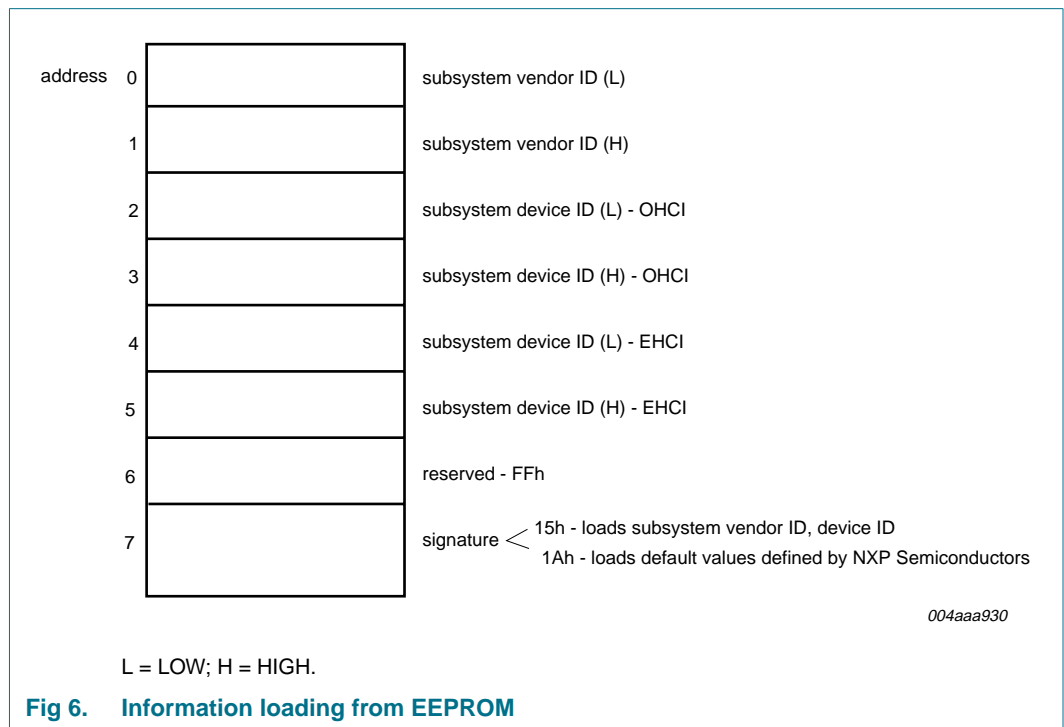 address 0 subsystem vendor ID (L)
1 subsystem vendor ID (H)
2 subsystem device ID (L) - OHCI
3 subsystem device ID (H) - OHCI
4 subsystem device ID (L) - EHCI
5 subsystem device ID (H) - EHCI
6 reserved - FFh
7 signature 15h - loads subsystem vendor ID, device ID
1Ah - loads default values defined by NXP Semiconductors
004aaa930
L = LOW; H = HIGH.
Fig 6. Information loading from EEPROM